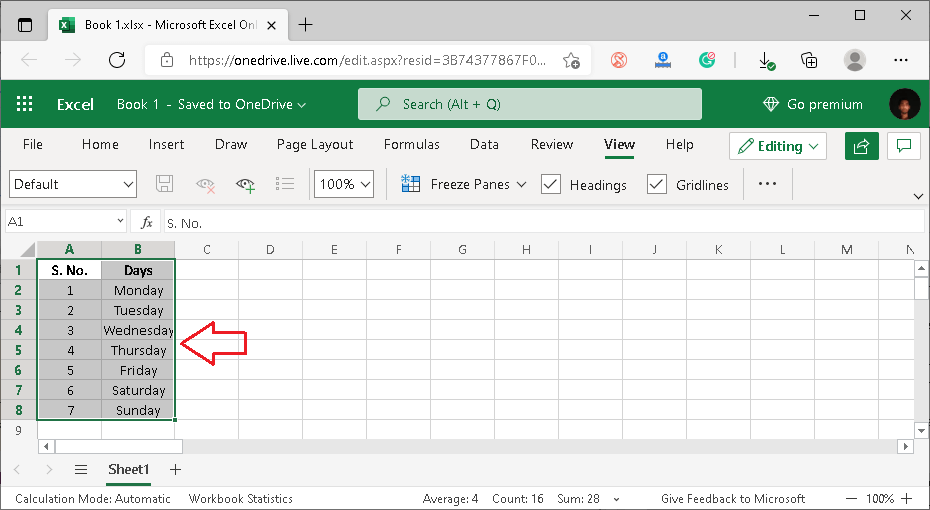 Book 1.xlsx - Microsoft Excel Onl
https://onedrive.live.com/edit.aspx?resid=3B74377867F0...
Excel Book 1 - Saved to OneDrive Search (Alt + Q) Go premium
File Home Insert Draw Page Layout Formulas Data Review View Help Editing
Default 100% Freeze Panes Headings Gridlines
A1 fx S. No.
A B C D E F G H I J K L M N
1 S. No. Days
2 1 Monday
3 2 Tuesday
4 3 Wednesday
5 4 Thursday
6 5 Friday
7 6 Saturday
8 7 Sunday
9
Sheet1
Calculation Mode: Automatic Workbook Statistics Average: 4 Count: 16 Sum: 28 Give Feedback to Microsoft 100%